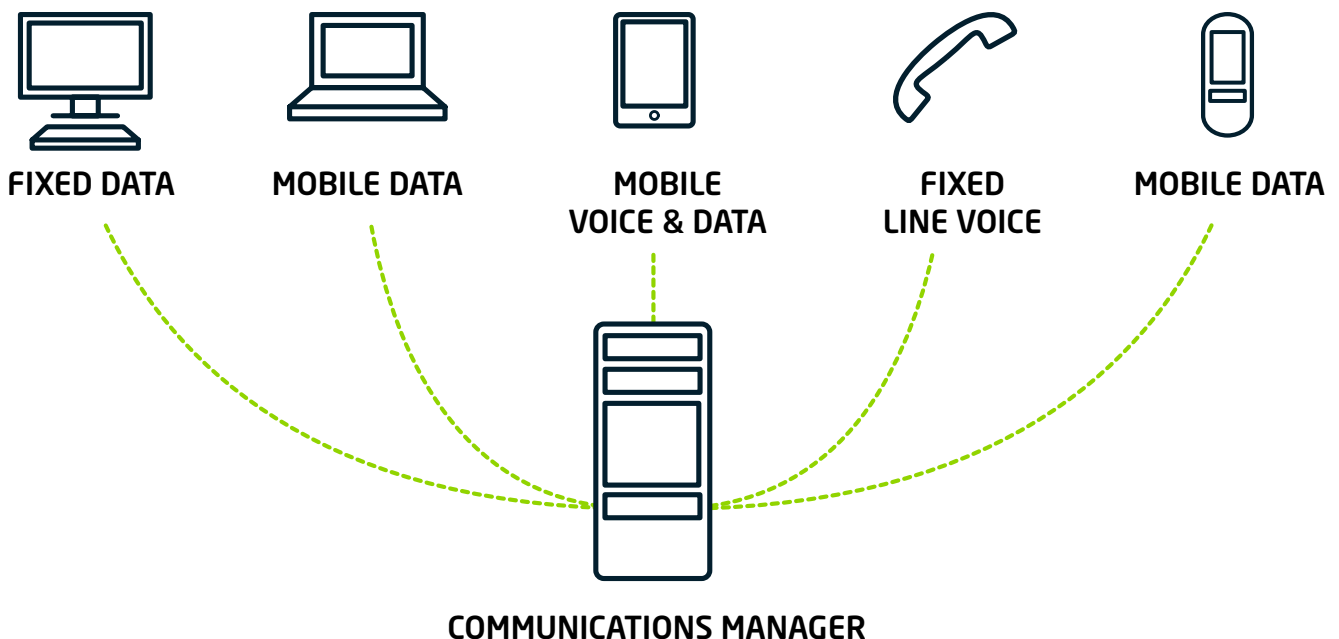 FIXED DATA
MOBILE DATA
MOBILE
VOICE & DATA
FIXED
LINE VOICE
MOBILE DATA
COMMUNICATIONS MANAGER